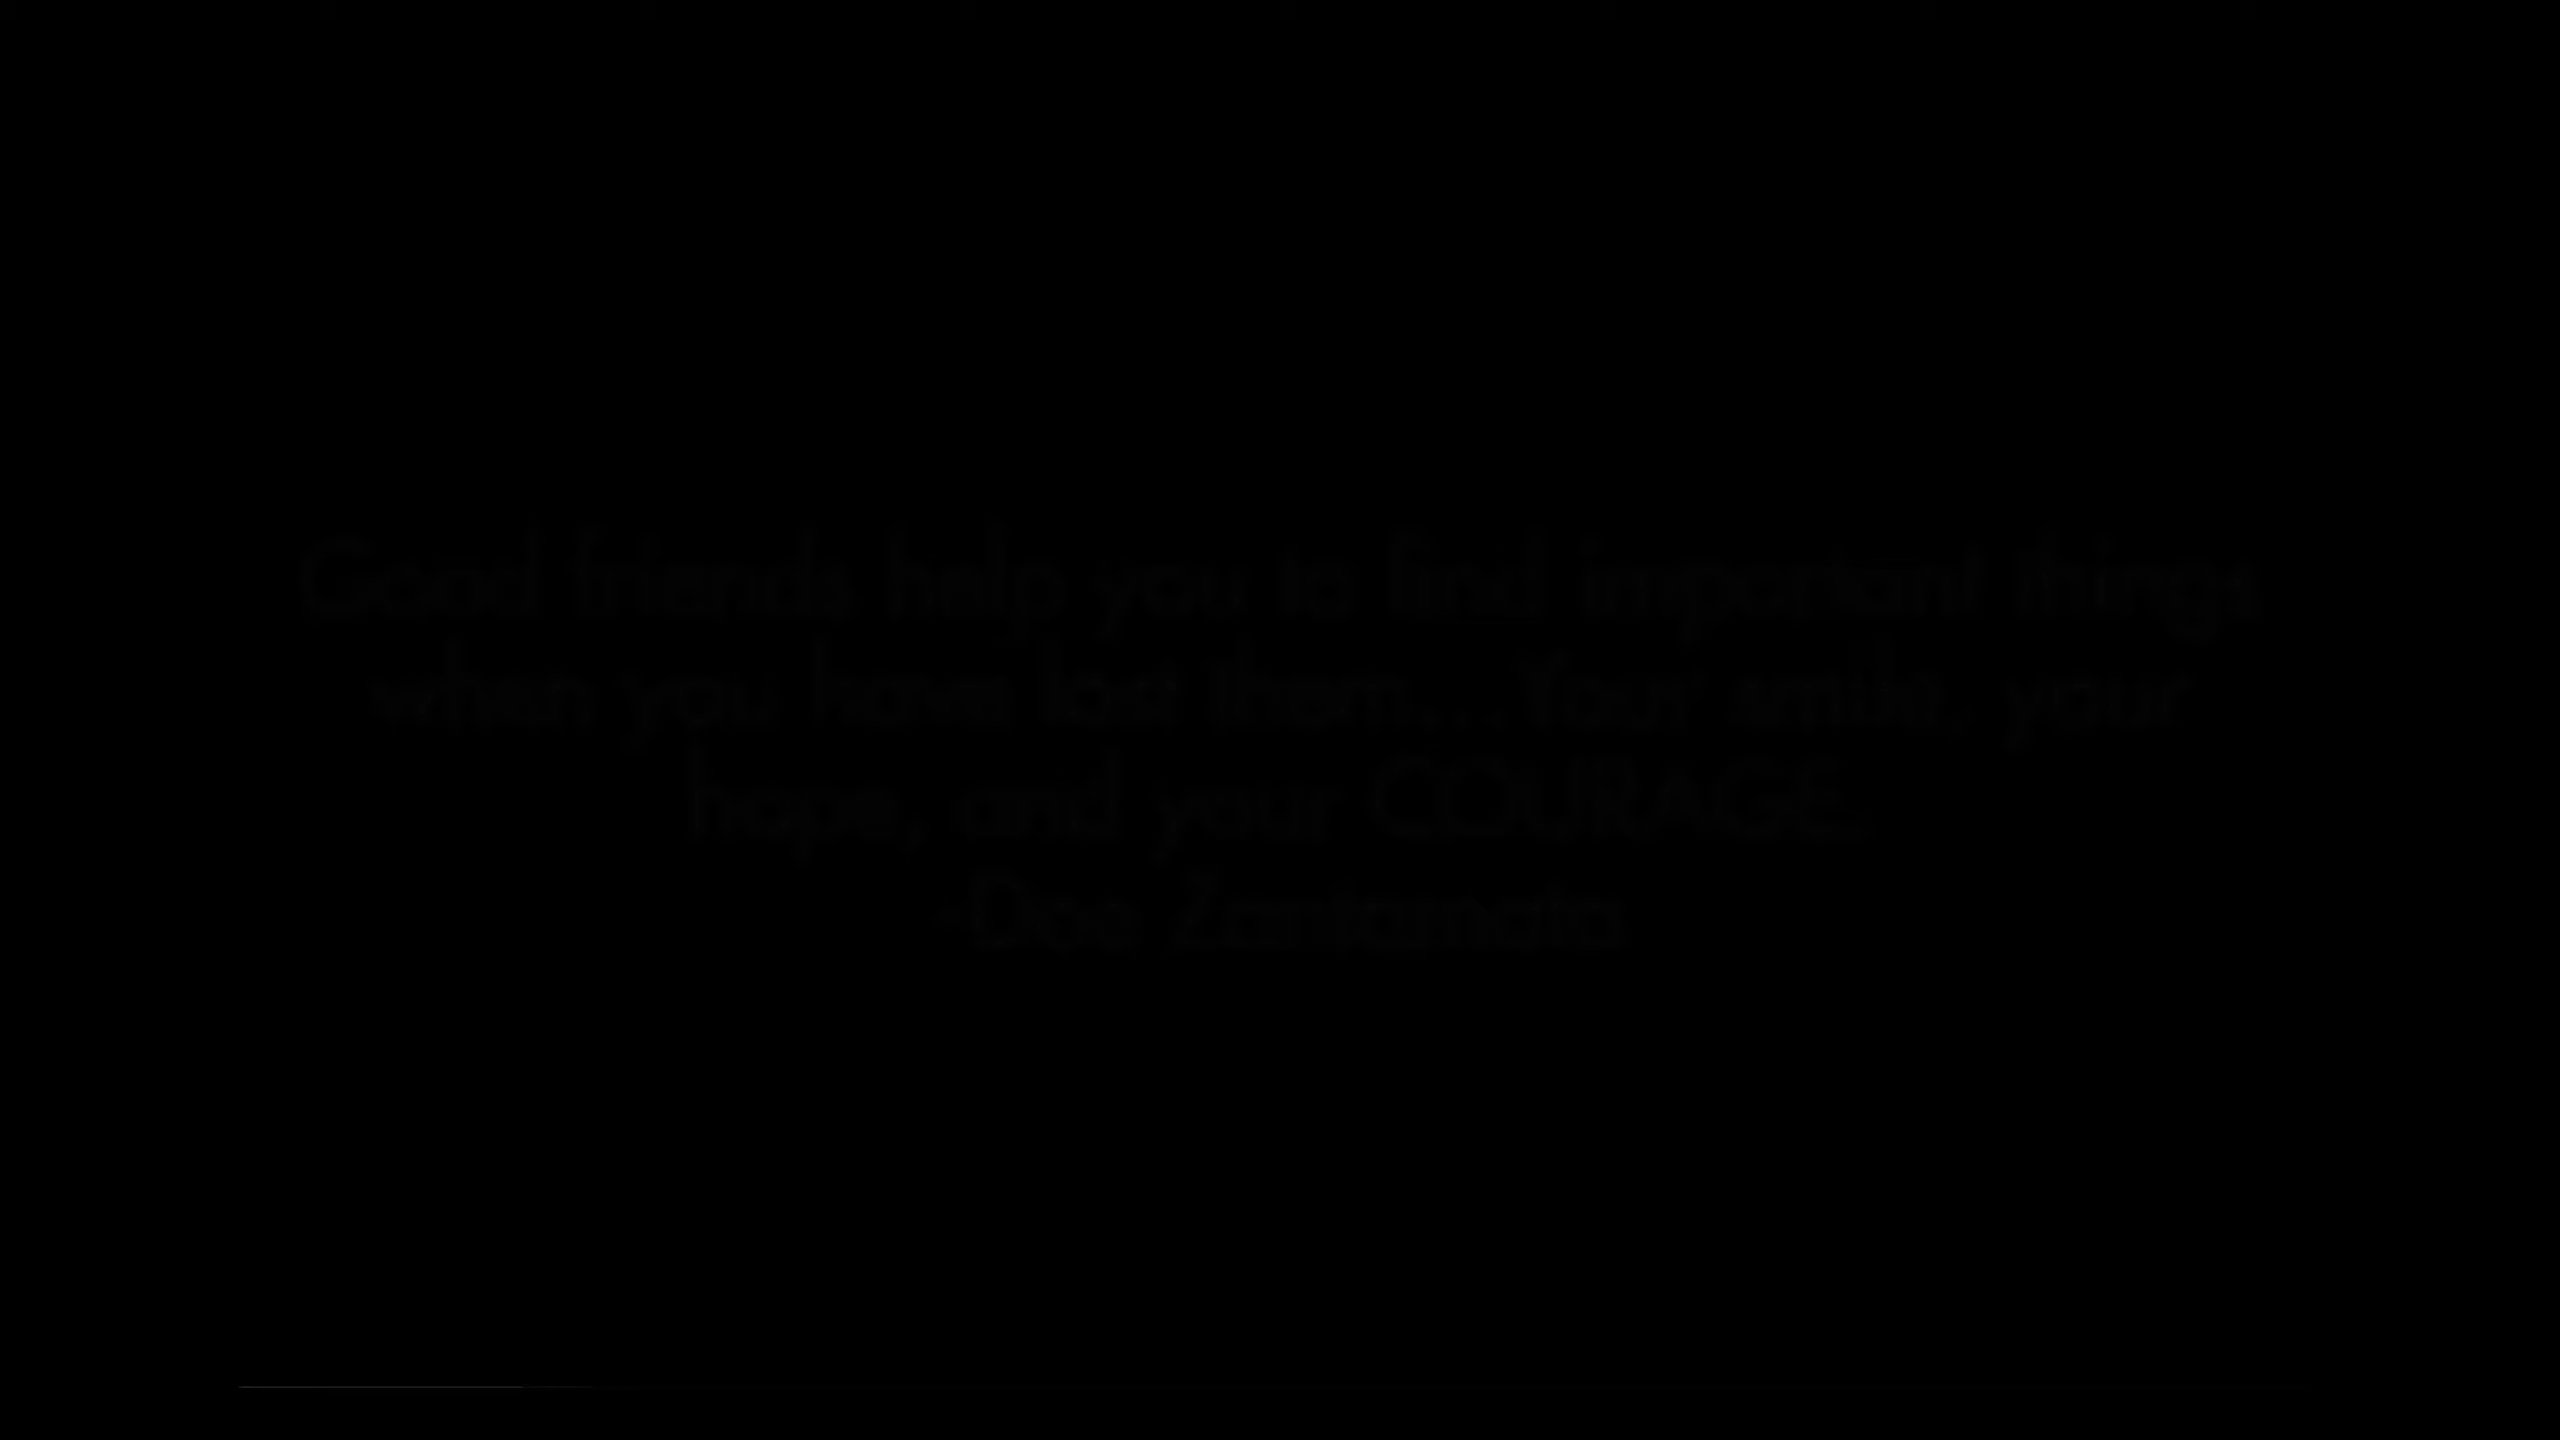 Good friends help you to find important things
when you have lost them... Your smile, your
hope, and your COURAGE.
-Doe Zantamata